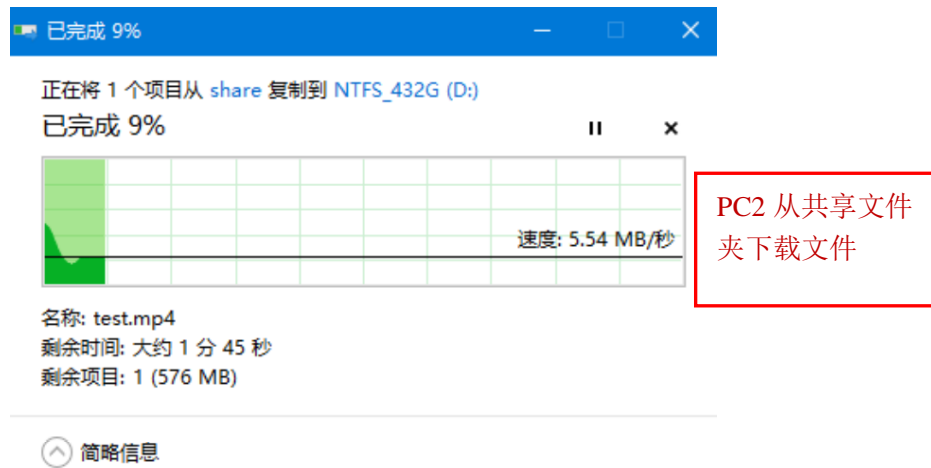 已完成 9%
正在将 1 个项目从 share 复制到 NTFS_432G (D:)
已完成 9%
速度: 5.54 MB/秒
PC2 从共享文件
夹下载文件
名称: test.mp4
剩余时间: 大约 1 分 45 秒
剩余项目: 1 (576 MB)
简略信息